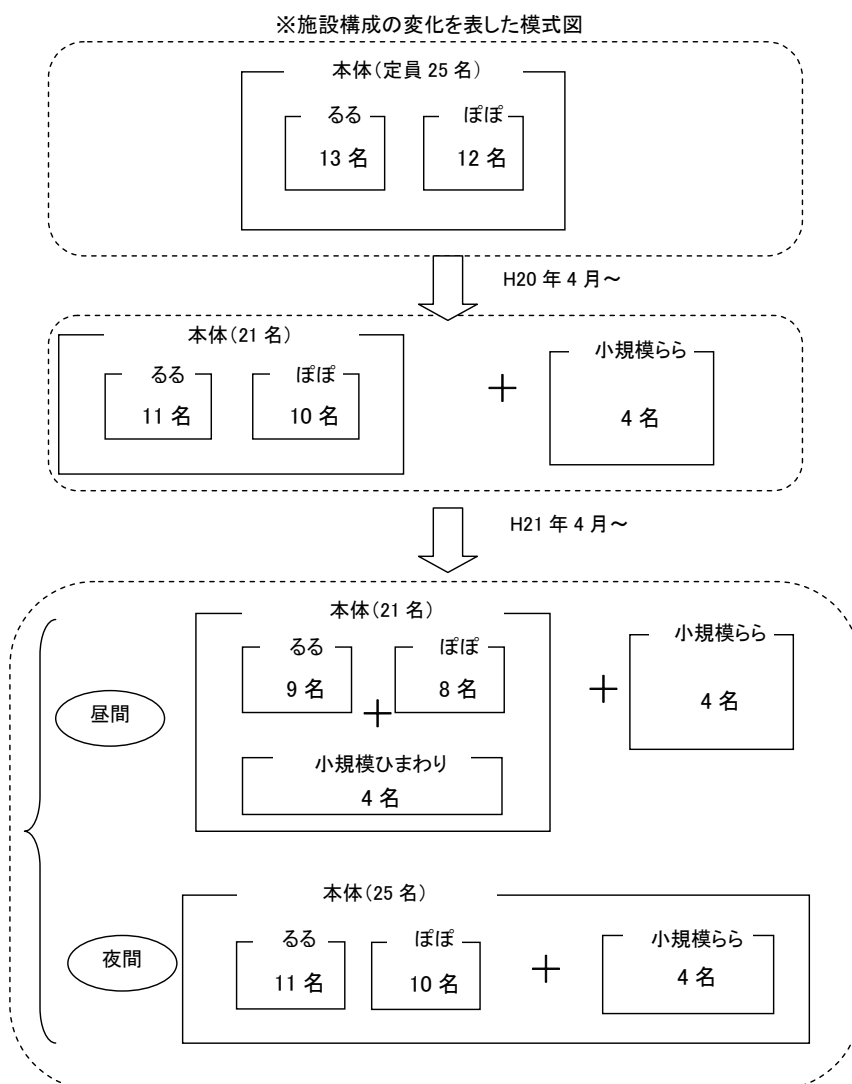 ※施設構成の変化を表した模式図
本体(定員 25 名)
るる
ぽぽ
13 名
12 名
H20 年 4 月~
本体(21 名)
小規模らら
るる
ぽぽ
11 名
10 名
+
4 名
H21 年 4 月~
本体(21 名)
小規模らら
るる
ぽぽ
9 名
8 名
+
+
4 名
昼間
小規模ひまわり
4 名
本体(25 名)
るる
ぽぽ
小規模らら
夜間
11 名
10 名
+
4 名